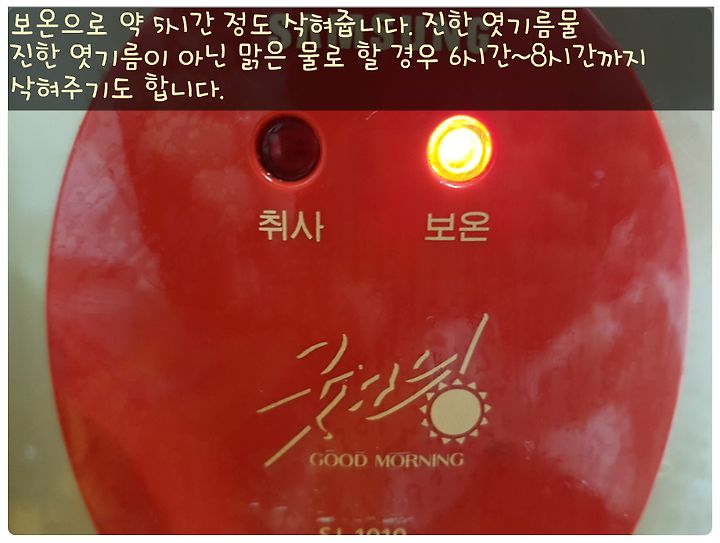 보온으로 약 5시간 정도 삭혀줍니다. 진한 엿기름물
진한 엿기름이 아닌 맑은 물로 할 경우 6시간~8시간까지
삭혀주기도 합니다.
SAMSUNG
취사 보온
굿모닝
GOOD MORNING